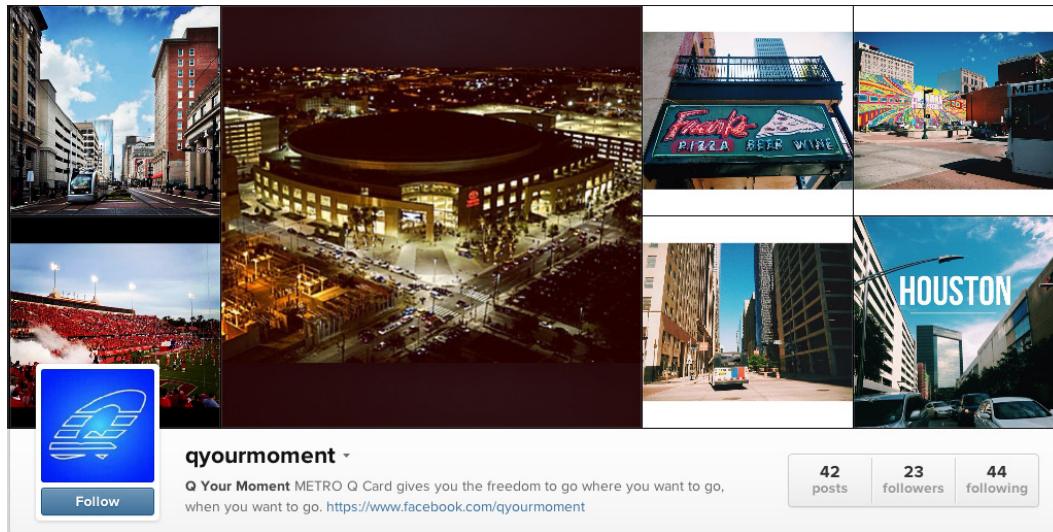 Frank's
PIZZA BEER WINE
METR
HOUSTON
Follow
qyourmoment
Q Your Moment METRO Q Card gives you the freedom to go where you want to go,
when you want to go. https://www.facebook.com/qyourmoment
42
posts
23
followers
44
following